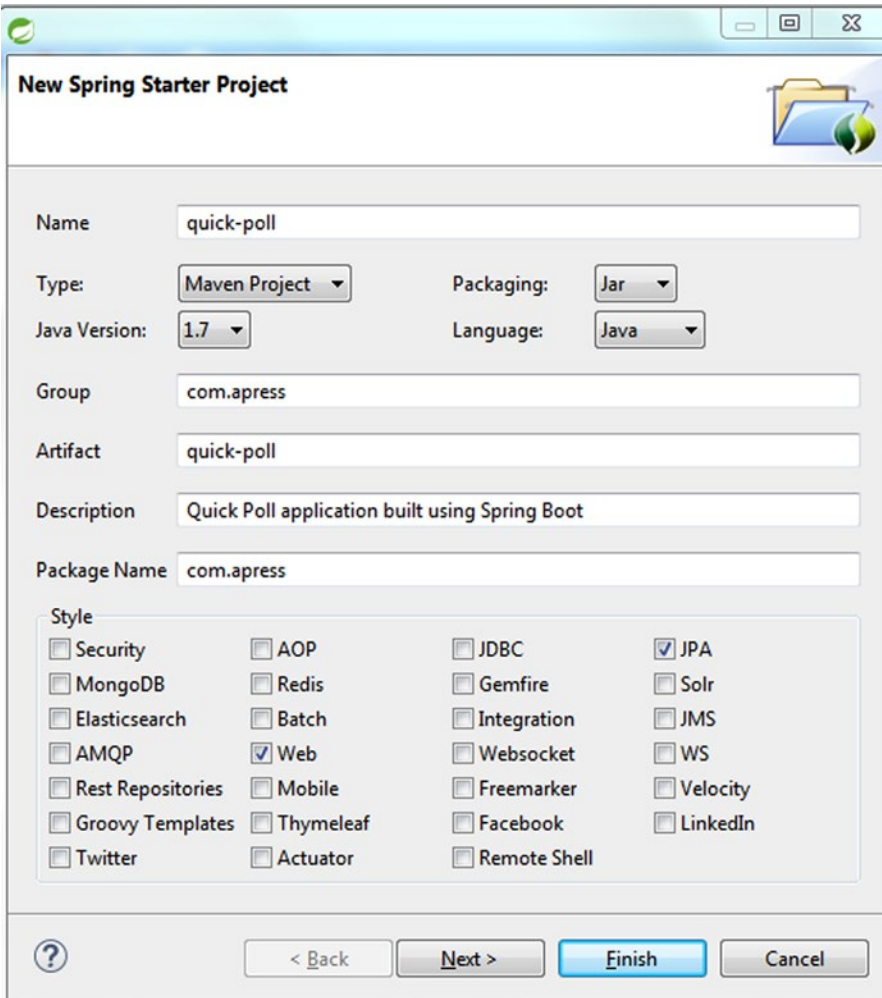 New Spring Starter Project
Name quick-poll
Type: Maven Project Packaging: Jar
Java Version: 1.7 Language: Java
Group com.apress
Artifact quick-poll
Description Quick Poll application built using Spring Boot
Package Name com.apress
Style
Security AOP JDBC JPA
MongoDB Redis Gemfire Solr
Elasticsearch Batch Integration JMS
AMQP Web Websocket WS
Rest Repositories Mobile Freemarker Velocity
Groovy Templates Thymeleaf Facebook LinkedIn
Twitter Actuator Remote Shell
? < Back Next > Finish Cancel